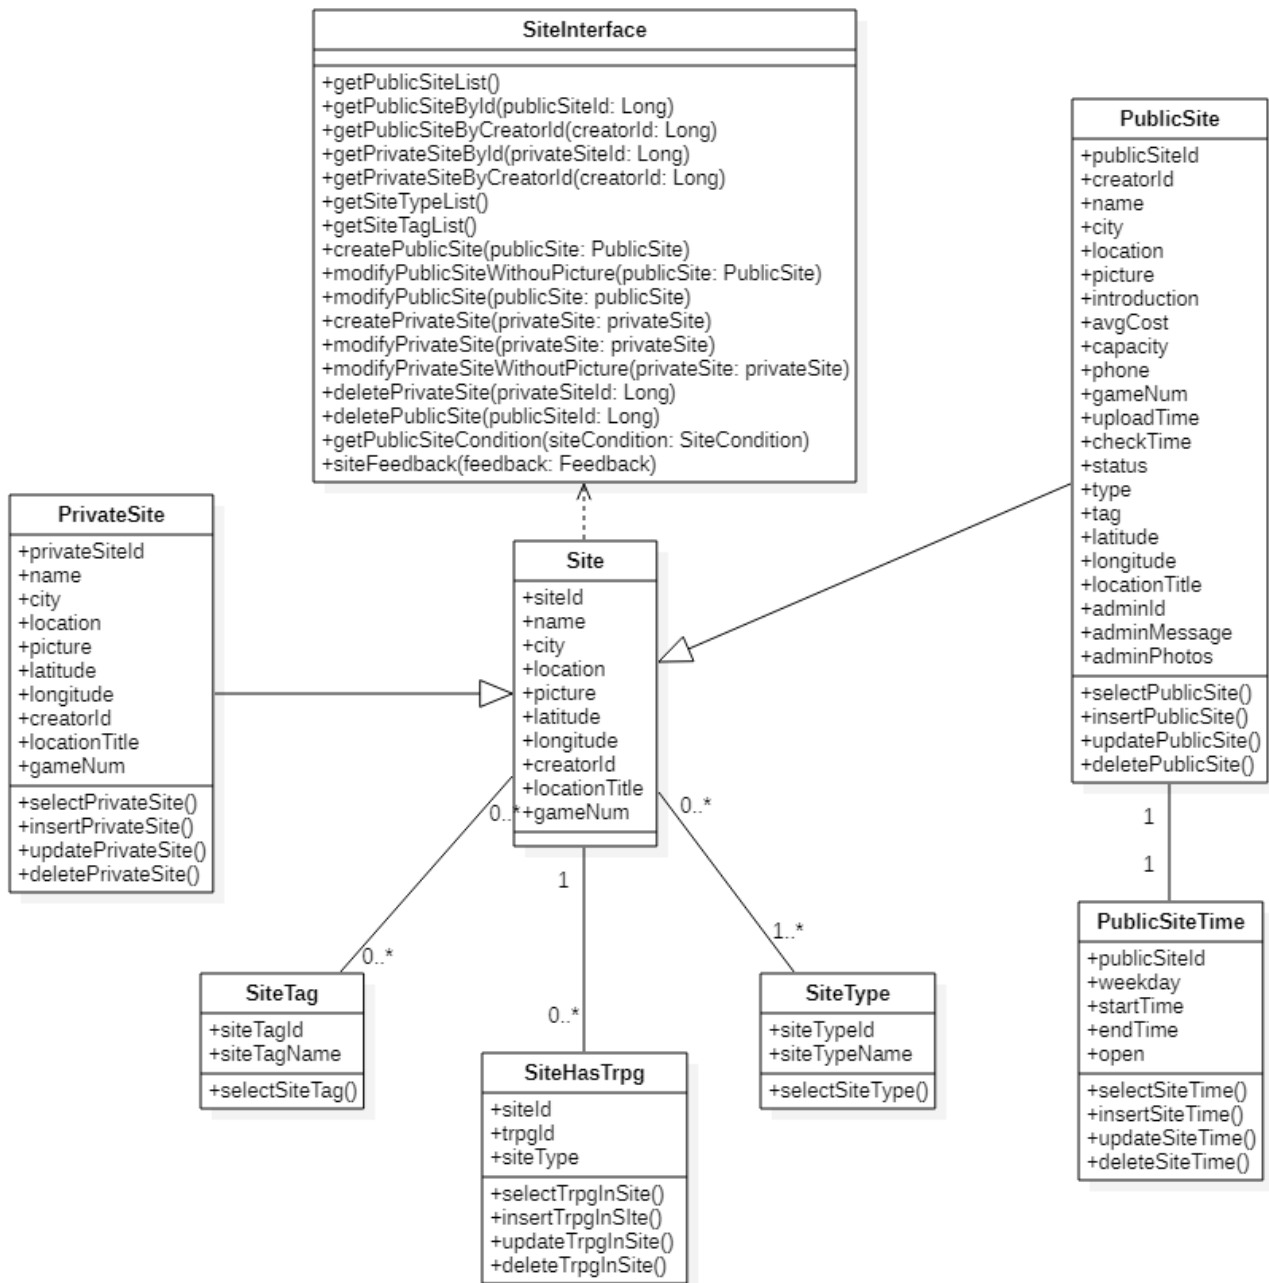 SiteInterface
+getPublicSiteList()
+getPublicSiteById(publicSiteId: Long)
+getPublicSiteByCreatorId(creatorId: Long)
+getPrivateSiteById(privateSiteId: Long)
+getPrivateSiteByCreatorId(creatorId: Long)
+getSiteTypeList()
+getSiteTagList()
+createPublicSite(publicSite: PublicSite)
+modifyPublicSiteWithouPicture(publicSite: PublicSite)
+modifyPublicSite(publicSite: publicSite)
+createPrivateSite(privateSite: privateSite)
+modifyPrivateSite(privateSite: privateSite)
+modifyPrivateSiteWithoutPicture(privateSite: privateSite)
+deletePrivateSite(privateSiteId: Long)
+deletePublicSite(publicSiteId: Long)
+getPublicSiteCondition(siteCondition: SiteCondition)
+siteFeedback(feedback: Feedback)
PublicSite
+publicSiteId
+creatorId
+name
+city
+location
+picture
+introduction
+avgCost
+capacity
+phone
+gameNum
+uploadTime
+checkTime
+status
+type
+tag
+latitude
+longitude
+locationTitle
+adminId
+adminMessage
+adminPhotos
+selectPublicSite()
+insertPublicSite()
+updatePublicSite()
+deletePublicSite()
PrivateSite
+privateSiteId
+name
+city
+location
+picture
+latitude
+longitude
+creatorId
+locationTitle
+gameNum
+selectPrivateSite()
+insertPrivateSite()
+updatePrivateSite()
+deletePrivateSite()
Site
+siteId
+name
+city
+location
+picture
+latitude
+longitude
+creatorId
+locationTitle
+gameNum
0..*
0..*
1
1
1
0..*
1..*
0..*
SiteTag
+siteTagId
+siteTagName
+selectSiteTag()
SiteHasTrpg
+siteId
+trpgId
+siteType
+selectTrpgInSite()
+insertTrpgInSIte()
+updateTrpgInSite()
+deleteTrpgInSite()
SiteType
+siteTypeId
+siteTypeName
+selectSiteType()
PublicSiteTime
+publicSiteId
+weekday
+startTime
+endTime
+open
+selectSiteTime()
+insertSiteTime()
+updateSiteTime()
+deleteSiteTime()